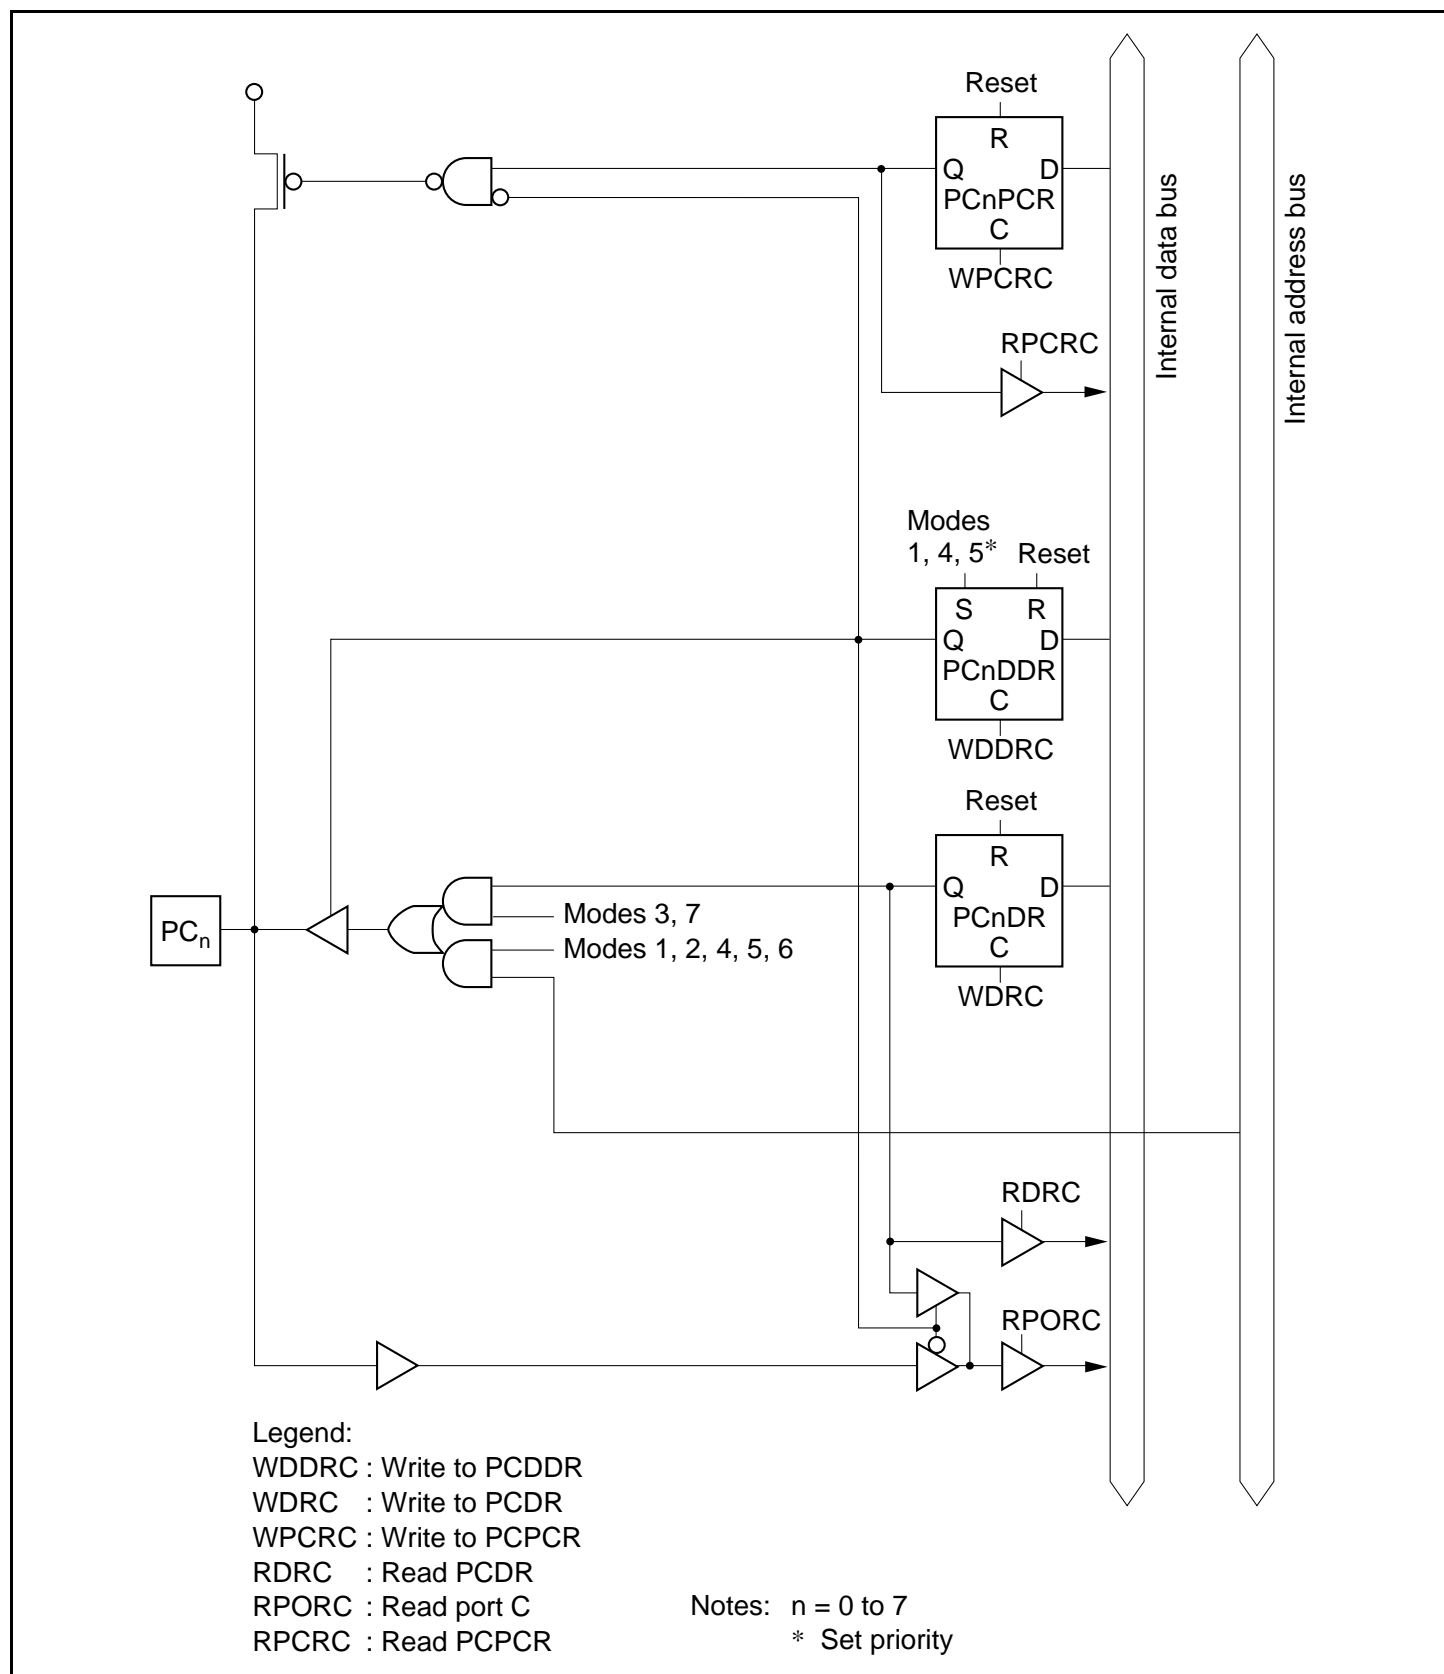 Reset
R
Q D
PCnPCR
C
WPCRC
Internal data bus
Internal address bus
RPCRC
Modes
1, 4, 5*
Reset
S R
Q D
PCnDDR
C
WDDRC
Reset
R
Q D
PCnDR
C
WDRC
PCn
Modes 3, 7
Modes 1, 2, 4, 5, 6
RDRC
RPORC
Legend:
WDDRC : Write to PCDDR
WDRC : Write to PCDR
WPCRC : Write to PCPCR
RDRC : Read PCDR
RPORC : Read port C
RPCRC : Read PCPCR
Notes: n = 0 to 7
* Set priority